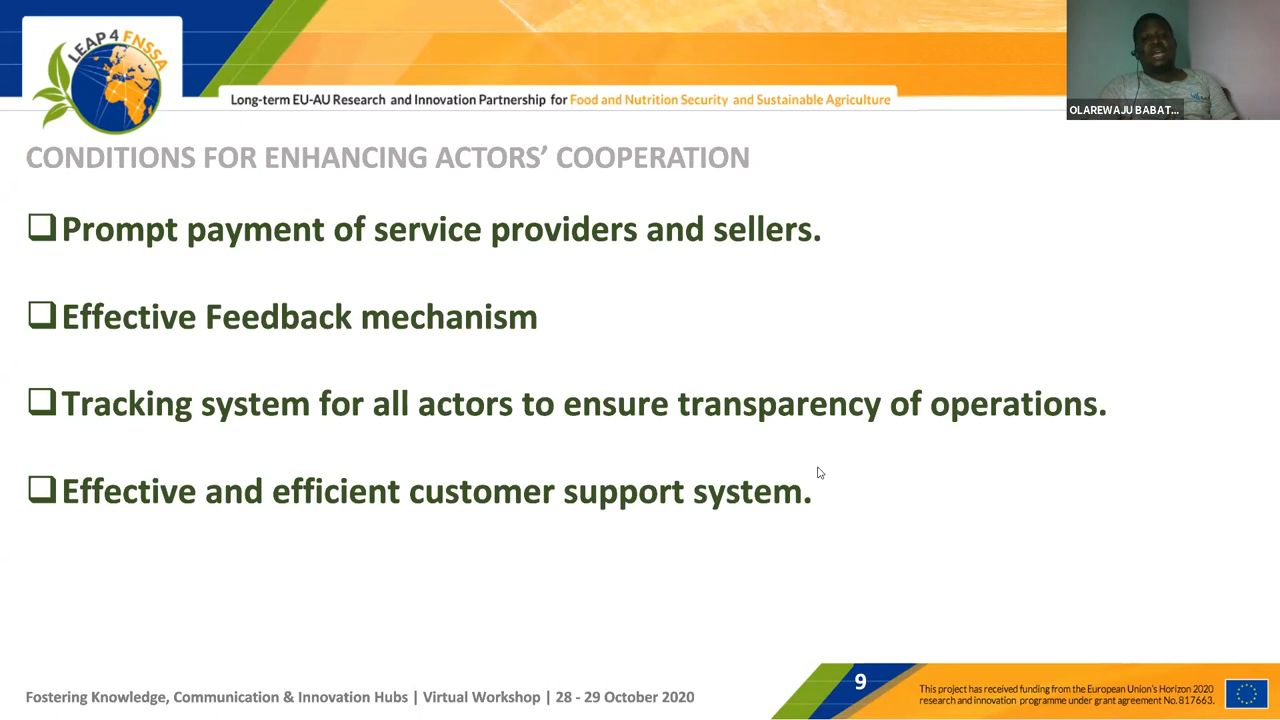 LEAP 4 FNSSA
Long-term EU-AU Research and Innovation Partnership for Food and Nutrition Security and Sustainable Agriculture
OLAREWAJU BABAT...
CONDITIONS FOR ENHANCING ACTORS’ COOPERATION
Prompt payment of service providers and sellers.
Effective Feedback mechanism
Tracking system for all actors to ensure transparency of operations.
Effective and efficient customer support system.
Fostering Knowledge, Communication & Innovation Hubs | Virtual Workshop | 28 - 29 October 2020
9
This project has received funding from the European Union's Horizon 2020
research and innovation programme under grant agreement No. 817663.